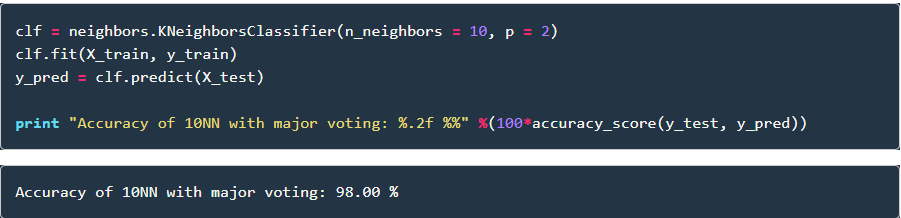 clf = neighbors.KNeighborsClassifier(n_neighbors = 10, p = 2)
clf.fit(X_train, y_train)
y_pred = clf.predict(X_test)
print "Accuracy of 10NN with major voting: %.2f %%" %(100*accuracy_score(y_test, y_pred))
Accuracy of 10NN with major voting: 98.00 %